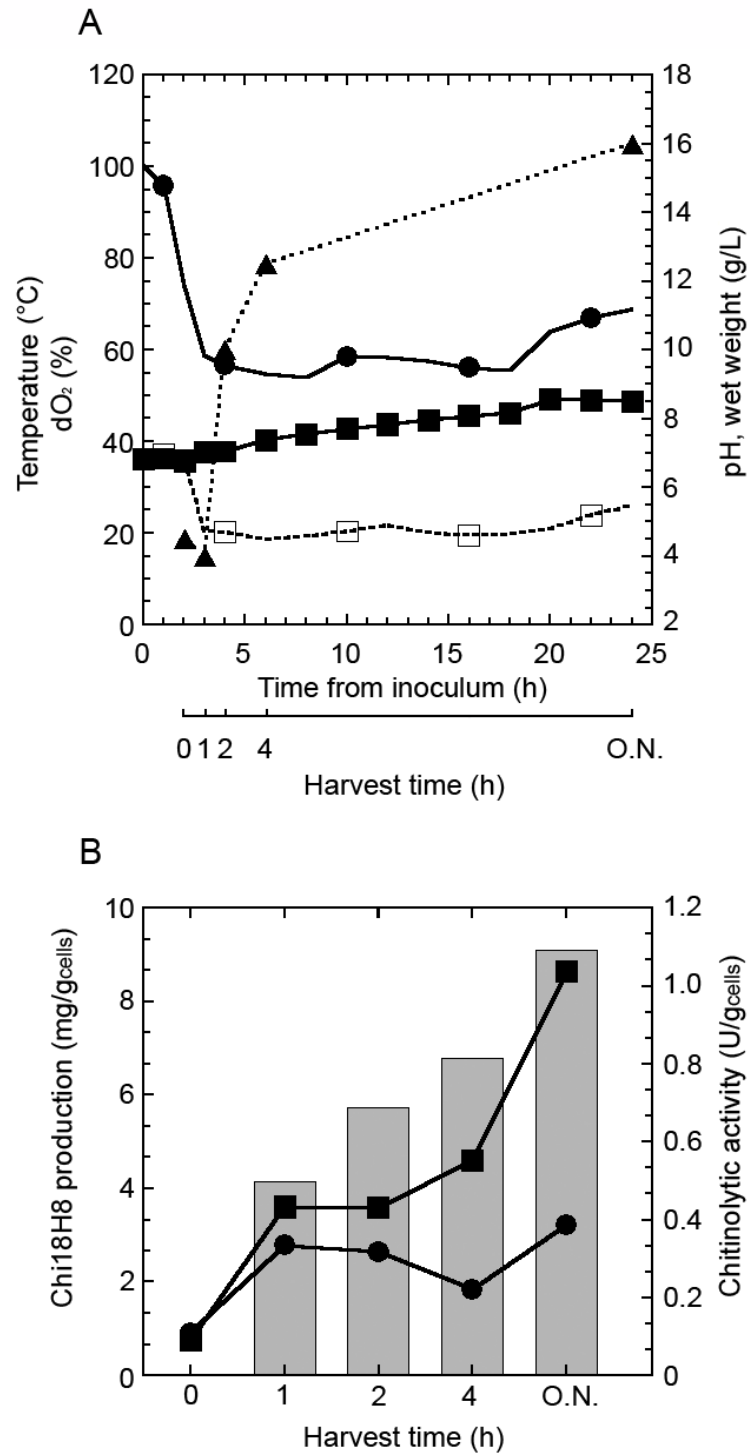 A
120
100
80
60
40
20
0
Temperature (°C)
dO₂ (%)
18
16
14
12
10
8
6
4
2
pH, wet weight (g/L)
0 5 10 15 20 25
Time from inoculum (h)
0 1 2 4 O.N.
Harvest time (h)
B
10
8
6
4
2
0
Chi18H8 production (mg/gcells)
1.2
1.0
0.8
0.6
0.4
0.2
0
Chitinolytic activity (U/gcells)
0 1 2 4 O.N.
Harvest time (h)